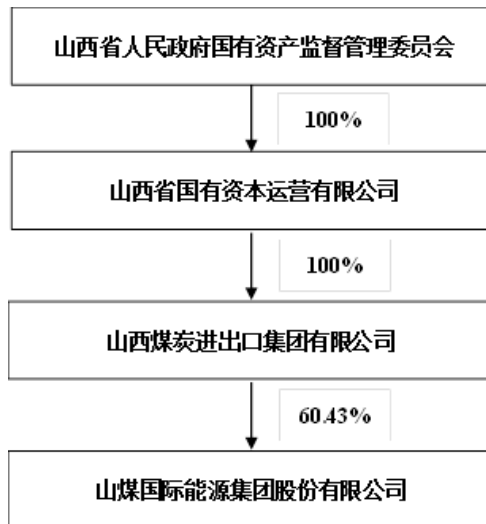 山西省人民政府国有资产监督管理委员会
100%
山西省国有资本运营有限公司
100%
山西煤炭进出口集团有限公司
60.43%
山煤国际能源集团股份有限公司